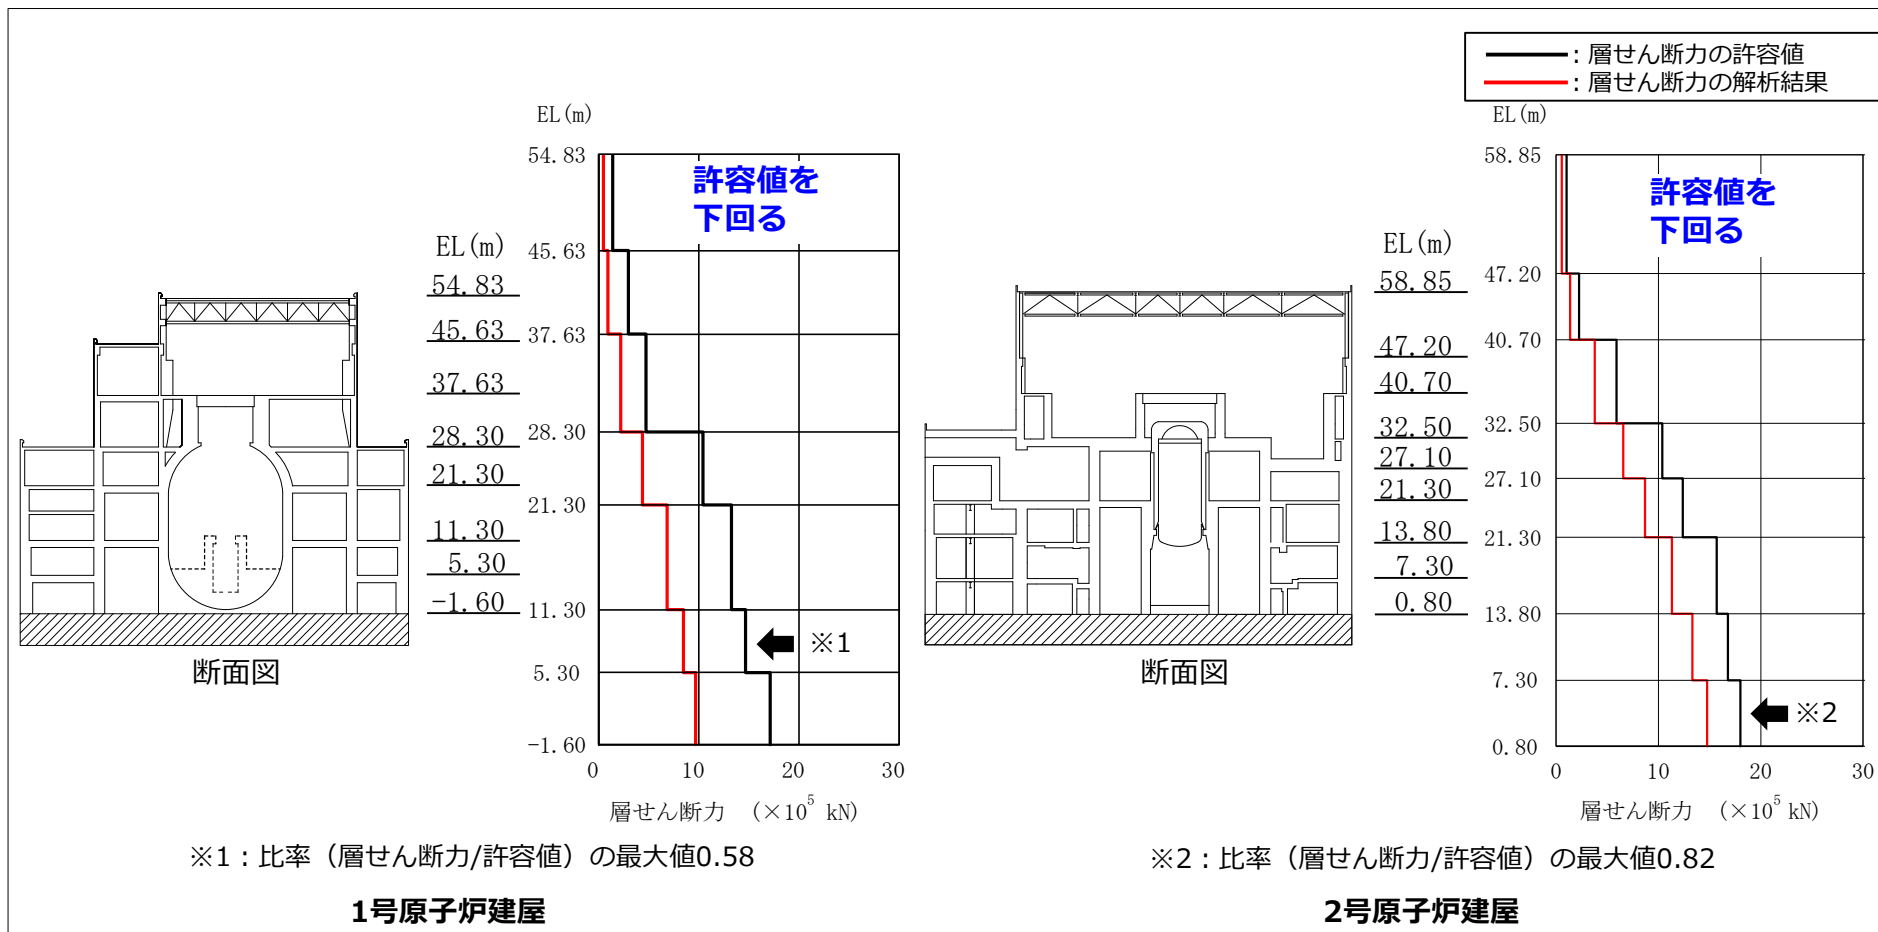 : 層せん断力の許容値
: 層せん断力の解析結果
EL(m)
54.83
45.63
37.63
28.30
21.30
11.30
5.30
-1.60
0 10 20 30
層せん断力 (×10⁵ kN)
許容値を
下回る
※1
EL(m)
54.83
45.63
37.63
28.30
21.30
11.30
5.30
-1.60
断面図
※1：比率（層せん断力/許容値）の最大値0.58
1号原子炉建屋
EL(m)
58.85
47.20
40.70
32.50
27.10
21.30
13.80
7.30
0.80
断面図
EL(m)
58.85
47.20
40.70
32.50
27.10
21.30
13.80
7.30
0.80
0 10 20 30
層せん断力 (×10⁵ kN)
許容値を
下回る
※2
※2：比率（層せん断力/許容値）の最大値0.82
2号原子炉建屋